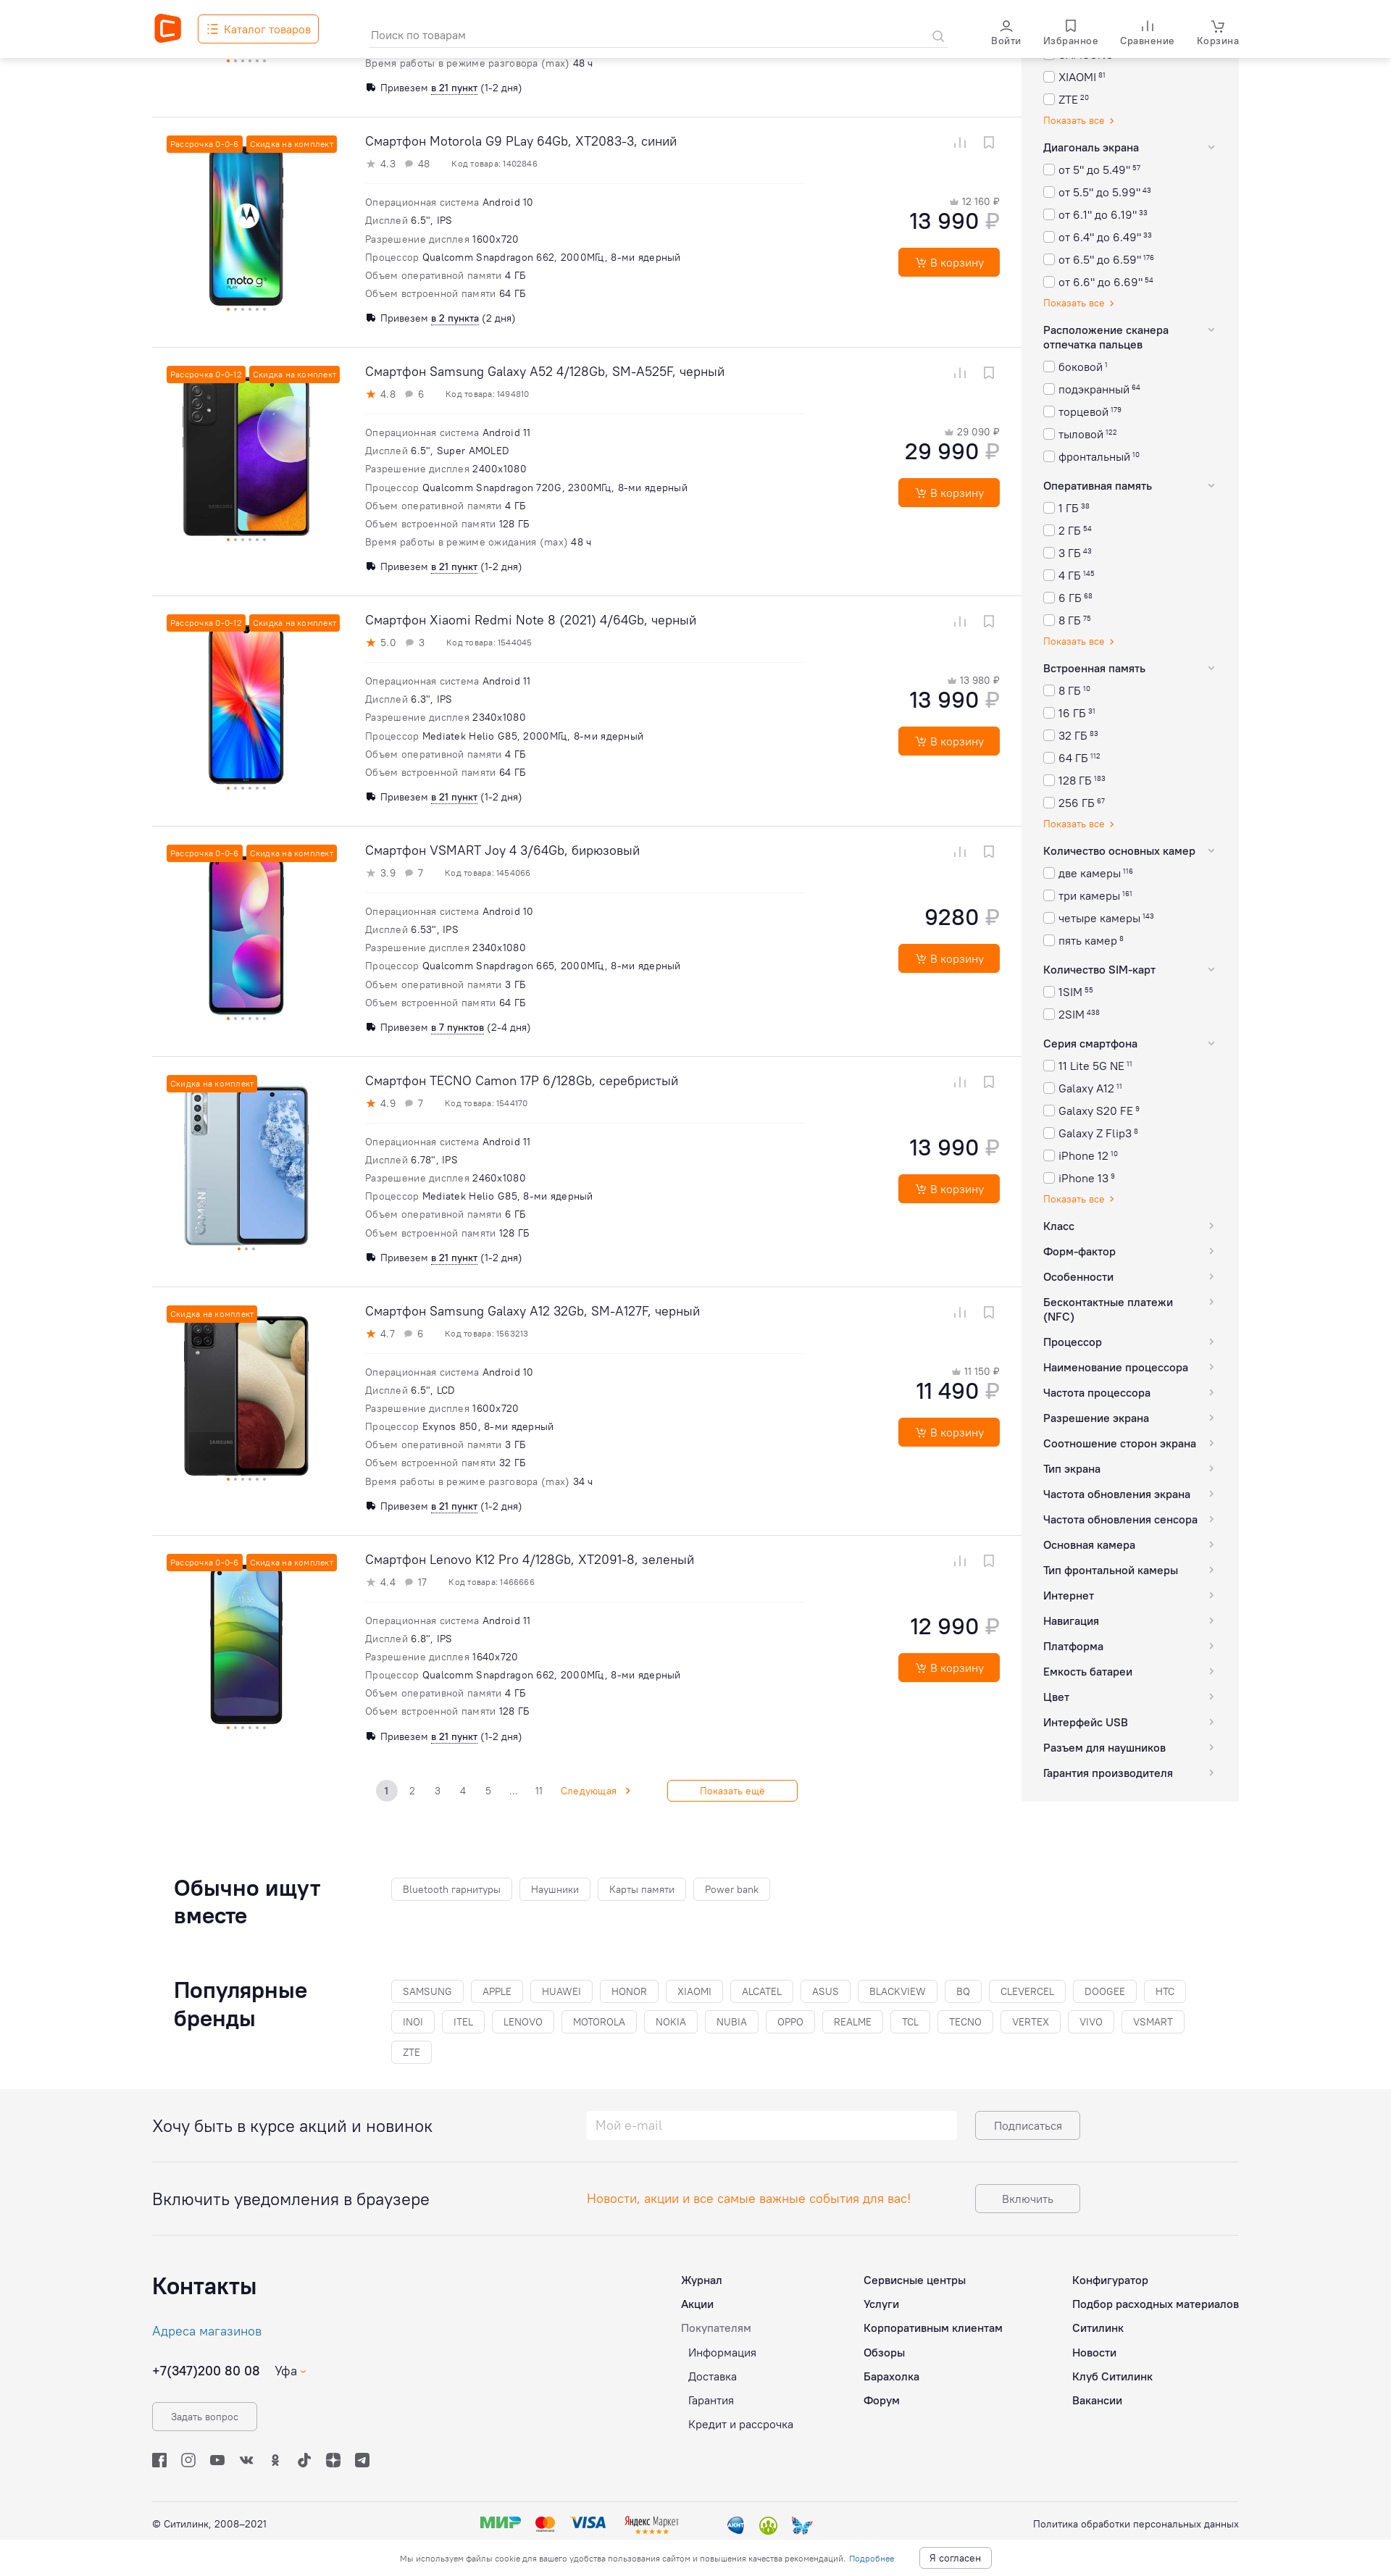 Каталог товаров
Поиск по товарам
Войти
Избранное
Сравнение
Корзина
Время работы в режиме разговора (max) 48 ч
Привезем в 21 пункт (1-2 дня)
Рассрочка 0-0-6
Скидка на комплект
Смартфон Motorola G9 PLay 64Gb, XT2083-3, синий
4.3
48
Код товара: 1402846
Операционная система Android 10
Дисплей 6.5", IPS
Разрешение дисплея 1600x720
Процессор Qualcomm Snapdragon 662, 2000МГц, 8-ми ядерный
Объем оперативной памяти 4 ГБ
Объем встроенной памяти 64 ГБ
Привезем в 2 пункта (2 дня)
12 160 ₽
13 990 ₽
В корзину
Рассрочка 0-0-12
Скидка на комплект
Смартфон Samsung Galaxy A52 4/128Gb, SM-A525F, черный
4.8
6
Код товара: 1494810
Операционная система Android 11
Дисплей 6.5", Super AMOLED
Разрешение дисплея 2400x1080
Процессор Qualcomm Snapdragon 720G, 2300МГц, 8-ми ядерный
Объем оперативной памяти 4 ГБ
Объем встроенной памяти 128 ГБ
Время работы в режиме ожидания (max) 48 ч
Привезем в 21 пункт (1-2 дня)
29 090 ₽
29 990 ₽
В корзину
Рассрочка 0-0-12
Скидка на комплект
Смартфон Xiaomi Redmi Note 8 (2021) 4/64Gb, черный
5.0
3
Код товара: 1544045
Операционная система Android 11
Дисплей 6.3", IPS
Разрешение дисплея 2340x1080
Процессор Mediatek Helio G85, 2000МГц, 8-ми ядерный
Объем оперативной памяти 4 ГБ
Объем встроенной памяти 64 ГБ
Привезем в 21 пункт (1-2 дня)
13 980 ₽
13 990 ₽
В корзину
Рассрочка 0-0-6
Скидка на комплект
Смартфон VSMART Joy 4 3/64Gb, бирюзовый
3.9
7
Код товара: 1454066
Операционная система Android 10
Дисплей 6.53", IPS
Разрешение дисплея 2340x1080
Процессор Qualcomm Snapdragon 665, 2000МГц, 8-ми ядерный
Объем оперативной памяти 3 ГБ
Объем встроенной памяти 64 ГБ
Привезем в 7 пунктов (2-4 дня)
9280 ₽
В корзину
Скидка на комплект
Смартфон TECNO Camon 17P 6/128Gb, серебристый
4.9
7
Код товара: 1544170
Операционная система Android 11
Дисплей 6.78", IPS
Разрешение дисплея 2460x1080
Процессор Mediatek Helio G85, 8-ми ядерный
Объем оперативной памяти 6 ГБ
Объем встроенной памяти 128 ГБ
Привезем в 21 пункт (1-2 дня)
13 990 ₽
В корзину
Скидка на комплект
Смартфон Samsung Galaxy A12 32Gb, SM-A127F, черный
4.7
6
Код товара: 1563213
Операционная система Android 10
Дисплей 6.5", LCD
Разрешение дисплея 1600x720
Процессор Exynos 850, 8-ми ядерный
Объем оперативной памяти 3 ГБ
Объем встроенной памяти 32 ГБ
Время работы в режиме разговора (max) 34 ч
Привезем в 21 пункт (1-2 дня)
11 150 ₽
11 490 ₽
В корзину
Рассрочка 0-0-6
Скидка на комплект
Смартфон Lenovo K12 Pro 4/128Gb, XT2091-8, зеленый
4.4
17
Код товара: 1466666
Операционная система Android 11
Дисплей 6.8", IPS
Разрешение дисплея 1640x720
Процессор Qualcomm Snapdragon 662, 2000МГц, 8-ми ядерный
Объем оперативной памяти 4 ГБ
Объем встроенной памяти 128 ГБ
Привезем в 21 пункт (1-2 дня)
12 990 ₽
В корзину
1 2 3 4 5 ... 11 Следующая
Показать ещё
XIAOMI 81
ZTE 20
Показать все
Диагональ экрана
от 5" до 5.49" 57
от 5.5" до 5.99" 43
от 6.1" до 6.19" 33
от 6.4" до 6.49" 33
от 6.5" до 6.59" 176
от 6.6" до 6.69" 54
Показать все
Расположение сканера
отпечатка пальцев
боковой 1
подэкранный 64
торцевой 179
тыловой 122
фронтальный 10
Оперативная память
1 ГБ 38
2 ГБ 54
3 ГБ 43
4 ГБ 145
6 ГБ 68
8 ГБ 75
Показать все
Встроенная память
8 ГБ 10
16 ГБ 31
32 ГБ 83
64 ГБ 112
128 ГБ 183
256 ГБ 67
Показать все
Количество основных камер
две камеры 116
три камеры 161
четыре камеры 143
пять камер 8
Количество SIM-карт
1SIM 55
2SIM 438
Серия смартфона
11 Lite 5G NE 11
Galaxy A12 11
Galaxy S20 FE 9
Galaxy Z Flip3 8
iPhone 12 10
iPhone 13 9
Показать все
Класс
Форм-фактор
Особенности
Бесконтактные платежи
(NFC)
Процессор
Наименование процессора
Частота процессора
Разрешение экрана
Соотношение сторон экрана
Тип экрана
Частота обновления экрана
Частота обновления сенсора
Основная камера
Тип фронтальной камеры
Интернет
Навигация
Платформа
Емкость батареи
Цвет
Интерфейс USB
Разъем для наушников
Гарантия производителя
Обычно ищут
вместе
Bluetooth гарнитуры
Наушники
Карты памяти
Power bank
Популярные
бренды
SAMSUNG APPLE HUAWEI HONOR XIAOMI ALCATEL ASUS BLACKVIEW BQ CLEVERCEL DOOGEE HTC
INOI ITEL LENOVO MOTOROLA NOKIA NUBIA OPPO REALME TCL TECNO VERTEX VIVO VSMART
ZTE
Хочу быть в курсе акций и новинок
Мой e-mail
Подписаться
Включить уведомления в браузере
Новости, акции и все самые важные события для вас!
Включить
Контакты
Адреса магазинов
+7(347)200 80 08
Уфа
Задать вопрос
Журнал
Акции
Покупателям
Информация
Доставка
Гарантия
Кредит и рассрочка
Сервисные центры
Услуги
Корпоративным клиентам
Обзоры
Барахолка
Форум
Конфигуратор
Подбор расходных материалов
Ситилинк
Новости
Клуб Ситилинк
Вакансии
© Ситилинк, 2008–2021
МИР
VISA
Яндекс Маркет
АКИТ
Политика обработки персональных данных
Мы используем файлы cookie для вашего удобства пользования сайтом и повышения качества рекомендаций. Подробнее
Я согласен